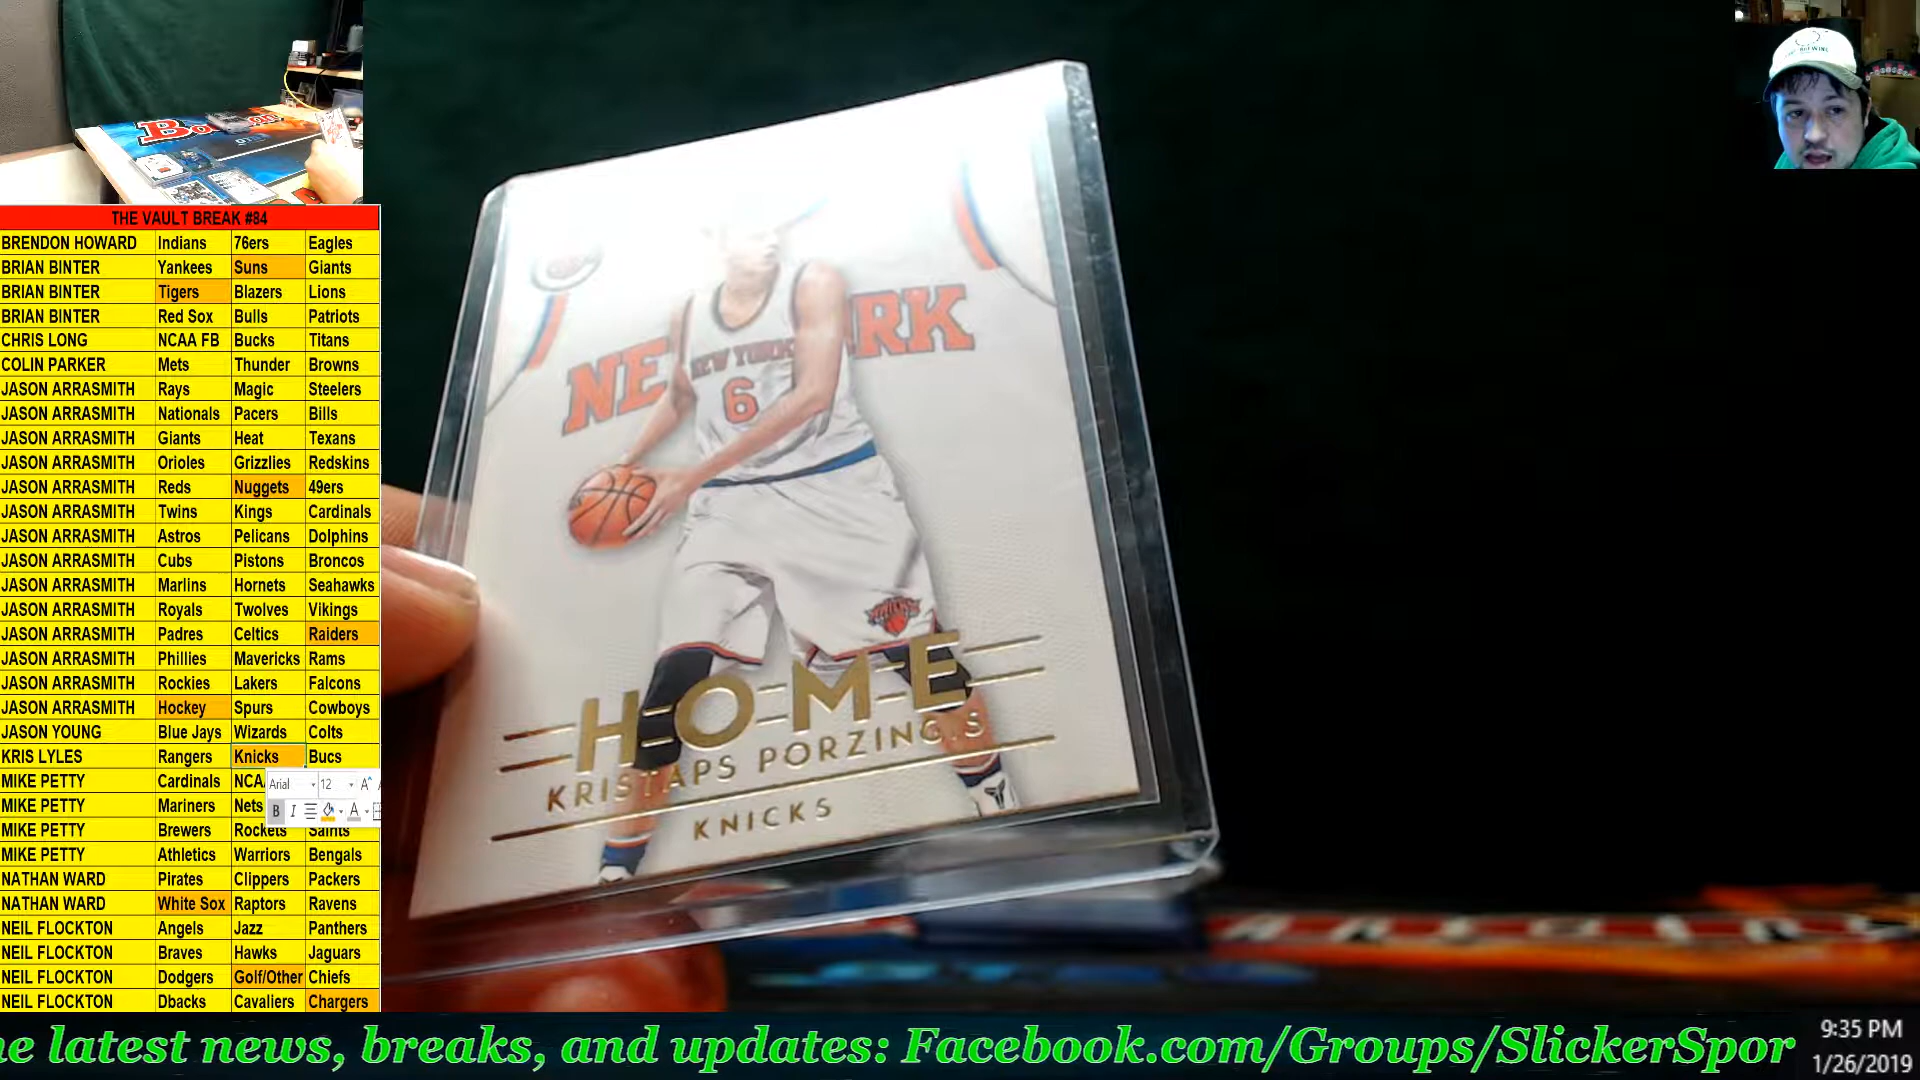 THE VAULT BREAK #84
BRENDON HOWARD Indians 76ers Eagles
BRIAN BINTER Yankees Suns Giants
BRIAN BINTER Tigers Blazers Lions
BRIAN BINTER Red Sox Bulls Patriots
CHRIS LONG NCAA FB Bucks Titans
COLIN PARKER Mets Thunder Browns
JASON ARRASMITH Rays Magic Steelers
JASON ARRASMITH Nationals Pacers Bills
JASON ARRASMITH Giants Heat Texans
JASON ARRASMITH Orioles Grizzlies Redskins
JASON ARRASMITH Reds Nuggets 49ers
JASON ARRASMITH Twins Kings Cardinals
JASON ARRASMITH Astros Pelicans Dolphins
JASON ARRASMITH Cubs Pistons Broncos
JASON ARRASMITH Marlins Hornets Seahawks
JASON ARRASMITH Royals Twolves Vikings
JASON ARRASMITH Padres Celtics Raiders
JASON ARRASMITH Phillies Mavericks Rams
JASON ARRASMITH Rockies Lakers Falcons
JASON ARRASMITH Hockey Spurs Cowboys
JASON YOUNG Blue Jays Wizards Colts
KRIS LYLES Rangers Knicks Bucs
MIKE PETTY Cardinals NCA
MIKE PETTY Mariners Nets
MIKE PETTY Brewers Rockets Saints
MIKE PETTY Athletics Warriors Bengals
NATHAN WARD Pirates Clippers Packers
NATHAN WARD White Sox Raptors Ravens
NEIL FLOCKTON Angels Jazz Panthers
NEIL FLOCKTON Braves Hawks Jaguars
NEIL FLOCKTON Dodgers Golf/Other Chiefs
NEIL FLOCKTON Dbacks Cavaliers Chargers
Arial 12 A
B I A
NE RK
NEW YORK
6
KNICKS
HOME
KRISTAPS PORZINGIS
KNICKS
e latest news, breaks, and updates: Facebook.com/Groups/SlickerSpor
9:35 PM
1/26/2019